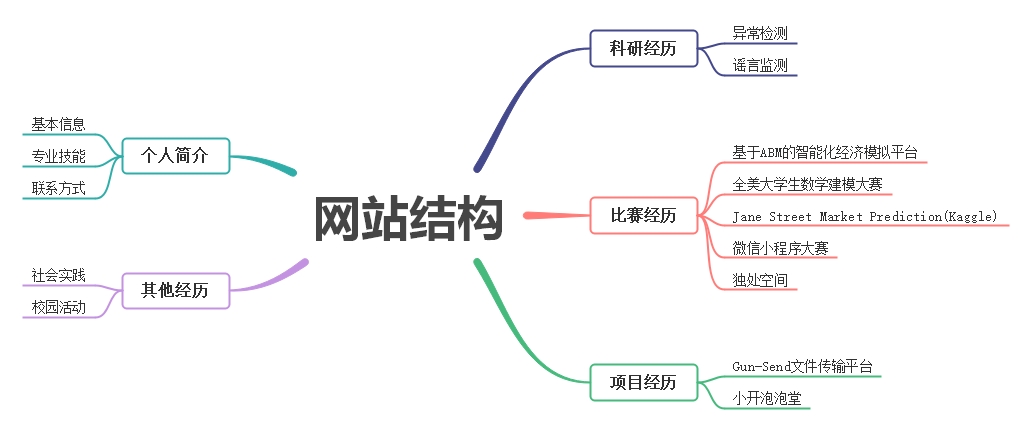 网站结构
科研经历
异常检测
谣言监测
比赛经历
基于ABM的智能化经济模拟平台
全美大学生数学建模大赛
Jane Street Market Prediction(Kaggle)
微信小程序大赛
独处空间
项目经历
Gun-Send文件传输平台
小开泡泡堂
个人简介
基本信息
专业技能
联系方式
其他经历
社会实践
校园活动